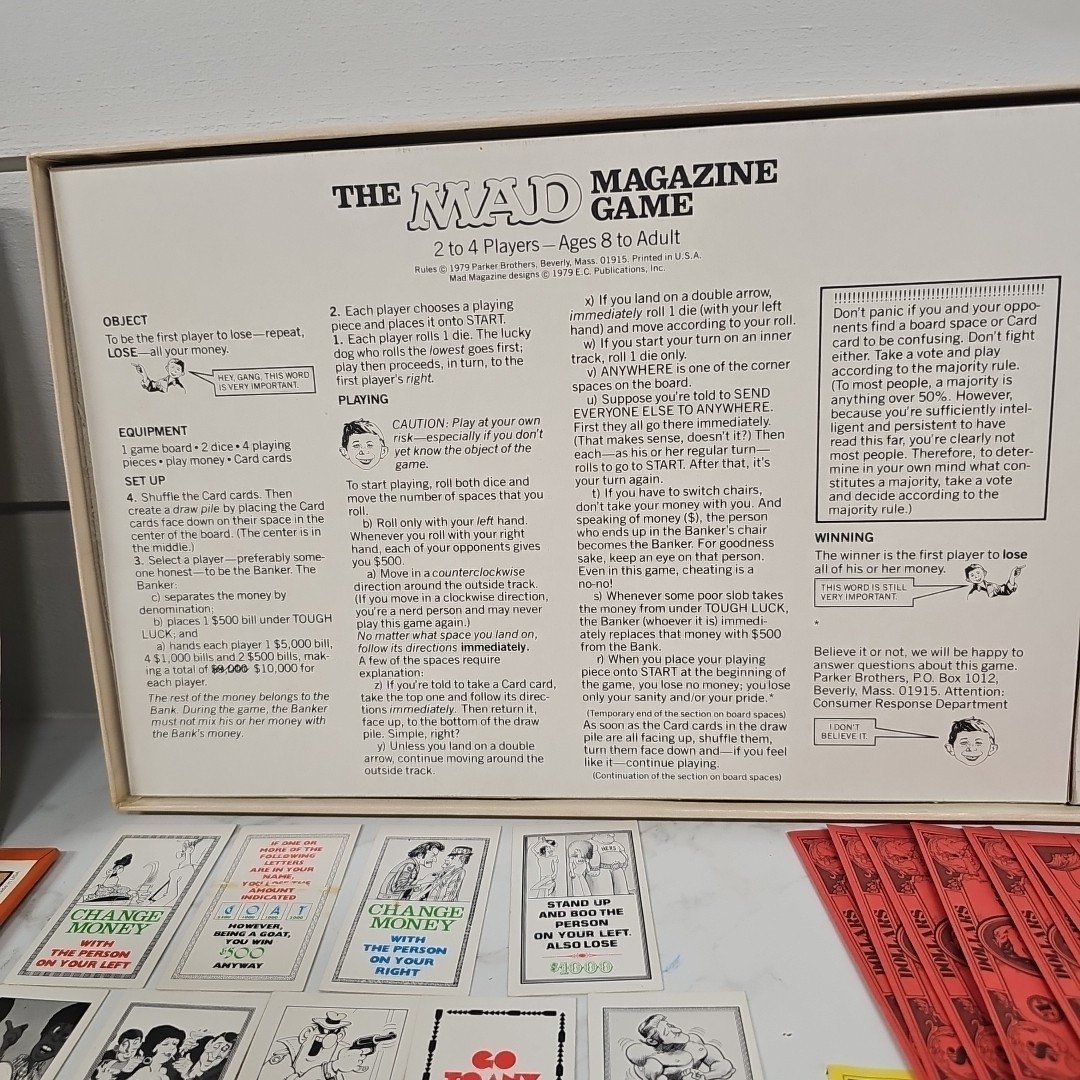 THE MAD MAGAZINE
GAME
2 to 4 Players—Ages 8 to Adult
Rules © 1979 Parker Brothers, Beverly, Mass. 01915. Printed in U.S.A.
Mad Magazine designs © 1979 E.C. Publications, Inc.
OBJECT
To be the first player to lose—repeat,
LOSE—all your money.
HEY, GANG, THIS WORD
IS VERY IMPORTANT.
EQUIPMENT
1 game board • 2 dice • 4 playing
pieces • play money • Card cards
SET UP
4. Shuffle the Card cards. Then
create a draw pile by placing the Card
cards face down on their space in the
center of the board. (The center is in
the middle.)
3. Select a player—preferably some-
one honest—to be the Banker. The
Banker:
c) separates the money by
denomination;
b) places 1 $500 bill under TOUGH
LUCK; and
a) hands each player 1 $5,000 bill,
4 $1,000 bills and 2 $500 bills, mak-
ing a total of $9,000 $10,000 for
each player.
The rest of the money belongs to the
Bank. During the game, the Banker
must not mix his or her money with
the Bank's money.
2. Each player chooses a playing
piece and places it onto START.
1. Each player rolls 1 die. The lucky
dog who rolls the lowest goes first;
play then proceeds, in turn, to the
first player's right.
PLAYING
CAUTION: Play at your own
risk—especially if you don't
yet know the object of the
game.
To start playing, roll both dice and
move the number of spaces that you
roll.
b) Roll only with your left hand.
Whenever you roll with your right
hand, each of your opponents gives
you $500.
a) Move in a counterclockwise
direction around the outside track.
(If you move in a clockwise direction,
you're a nerd person and may never
play this game again.)
No matter what space you land on,
follow its directions immediately.
A few of the spaces require
explanation:
z) If you're told to take a Card card,
take the top one and follow its direc-
tions immediately. Then return it,
face up, to the bottom of the draw
pile. Simple, right?
y) Unless you land on a double
arrow, continue moving around the
outside track.
x) If you land on a double arrow,
immediately roll 1 die (with your left
hand) and move according to your roll.
w) If you start your turn on an inner
track, roll 1 die only.
v) ANYWHERE is one of the corner
spaces on the board.
u) Suppose you're told to SEND
EVERYONE ELSE TO ANYWHERE.
First they all go there immediately.
(That makes sense, doesn't it?) Then
each—as his or her regular turn—
rolls to go to START. After that, it's
your turn again.
t) If you have to switch chairs,
don't take your money with you. And
speaking of money ($), the person
who ends up in the Banker's chair
becomes the Banker. For goodness
sake, keep an eye on that person.
Even in this game, cheating is a
no-no!
s) Whenever some poor slob takes
the money from under TOUGH LUCK,
the Banker (whoever it is) immedi-
ately replaces that money with $500
from the Bank.
r) When you place your playing
piece onto START at the beginning of
the game, you lose no money; you lose
only your sanity and/or your pride.*
(Temporary end of the section on board spaces)
As soon as the Card cards in the draw
pile are all facing up, shuffle them,
turn them face down and—if you feel
like it—continue playing.
(Continuation of the section on board spaces)
!!!!!!!!!!!!!!!!!!!!!!!!!!!!!!!!!!!!!!
Don't panic if you and your oppo-
nents find a board space or Card
card to be confusing. Don't fight
either. Take a vote and play
according to the majority rule.
(To most people, a majority is
anything over 50%. However,
because you're sufficiently intel-
ligent and persistent to have
read this far, you're clearly not
most people. Therefore, to deter-
mine in your own mind what con-
stitutes a majority, take a vote
and decide according to the
majority rule.)
WINNING
The winner is the first player to lose
all of his or her money.
THIS WORD IS STILL
VERY IMPORTANT.
*
Believe it or not, we will be happy to
answer questions about this game.
Parker Brothers, P.O. Box 1012,
Beverly, Mass. 01915. Attention:
Consumer Response Department
I DON'T
BELIEVE IT.
CHANGE
MONEY
WITH
THE PERSON
ON YOUR LEFT
IF ONE OR
MORE OF THE
FOLLOWING
LETTERS
ARE IN YOUR
NAME,
YOU LOSE THE
AMOUNT
INDICATED
GOAT
HOWEVER,
BEING A GOAT,
YOU WIN
$500
ANYWAY
CHANGE
MONEY
WITH
THE PERSON
ON YOUR
RIGHT
HERS
STAND UP
AND BOO THE
PERSON
ON YOUR LEFT.
ALSO LOSE
$1000
GO
TO ANY